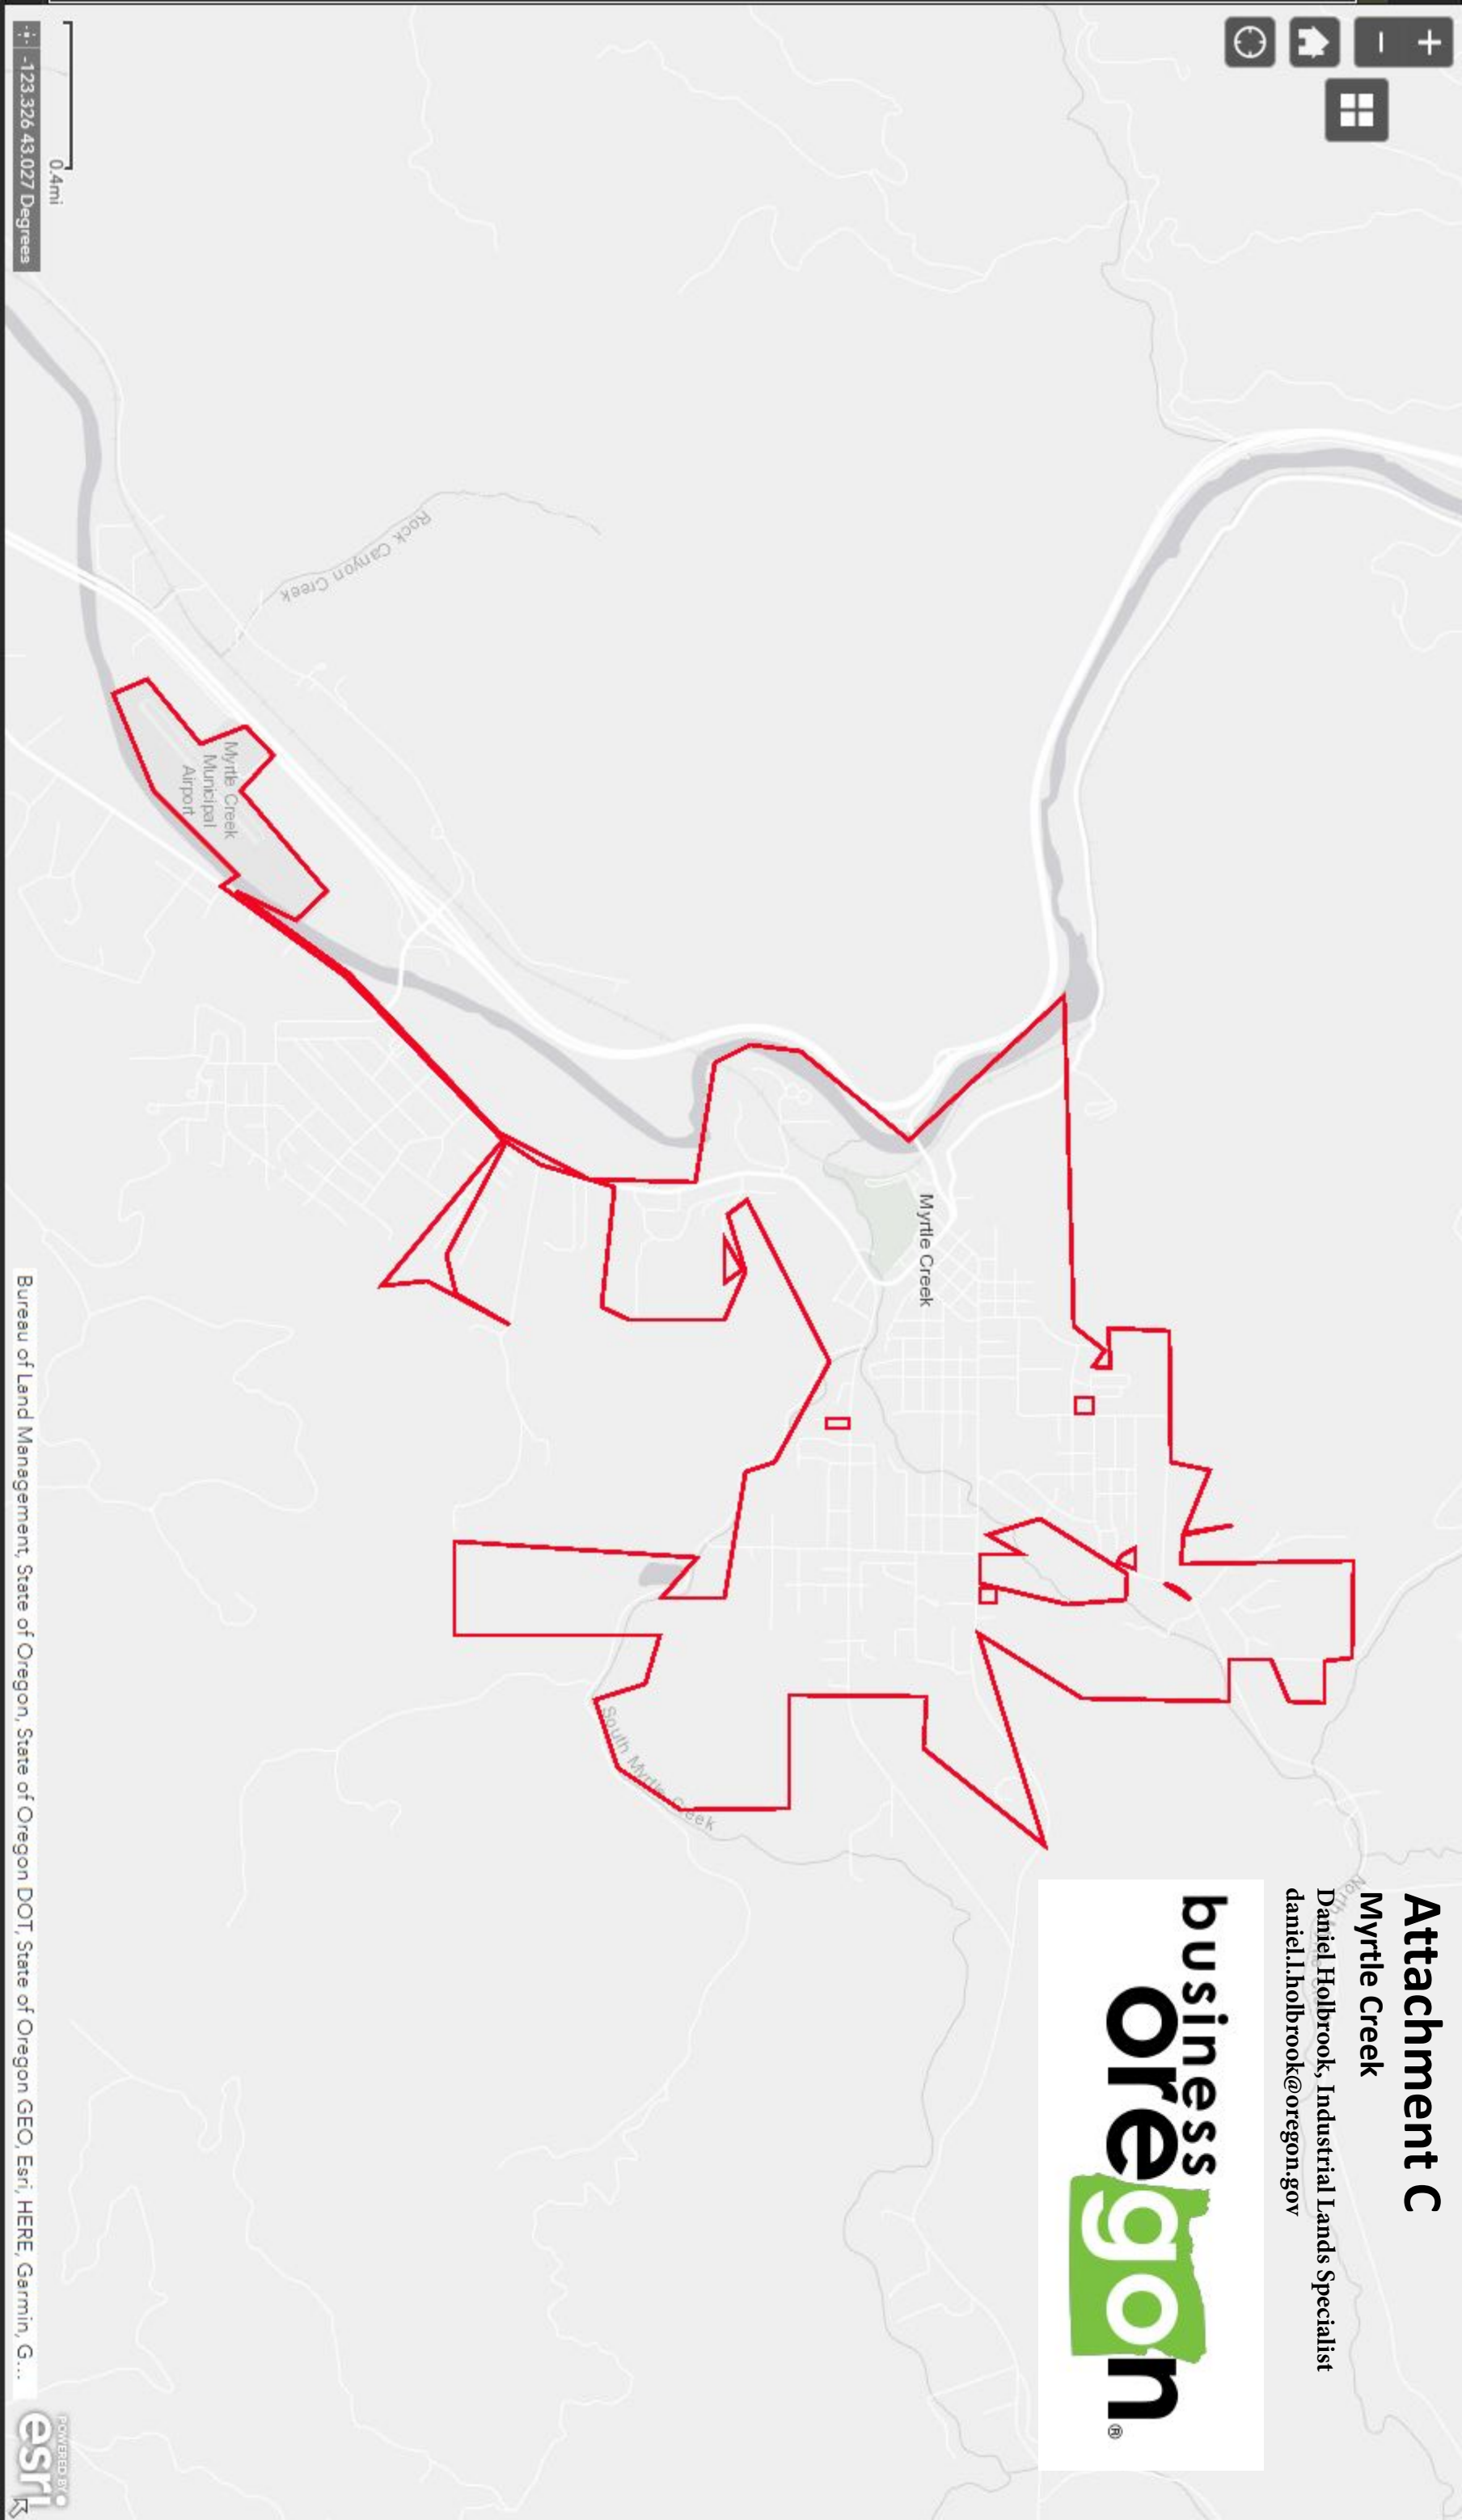 Attachment C
Myrtle Creek
Daniel Holbrook, Industrial Lands Specialist
daniel.l.holbrook@oregon.gov
business
oregon®
North
Myrtle Creek
South Myrtle Creek
Rock Canyon Creek
Myrtle Creek
Municipal
Airport
0.4mi
-123.326 43.027 Degrees
Bureau of Land Management, State of Oregon, State of Oregon DOT, State of Oregon GEO, Esri, HERE, Garmin, G...
POWERED BY
esri